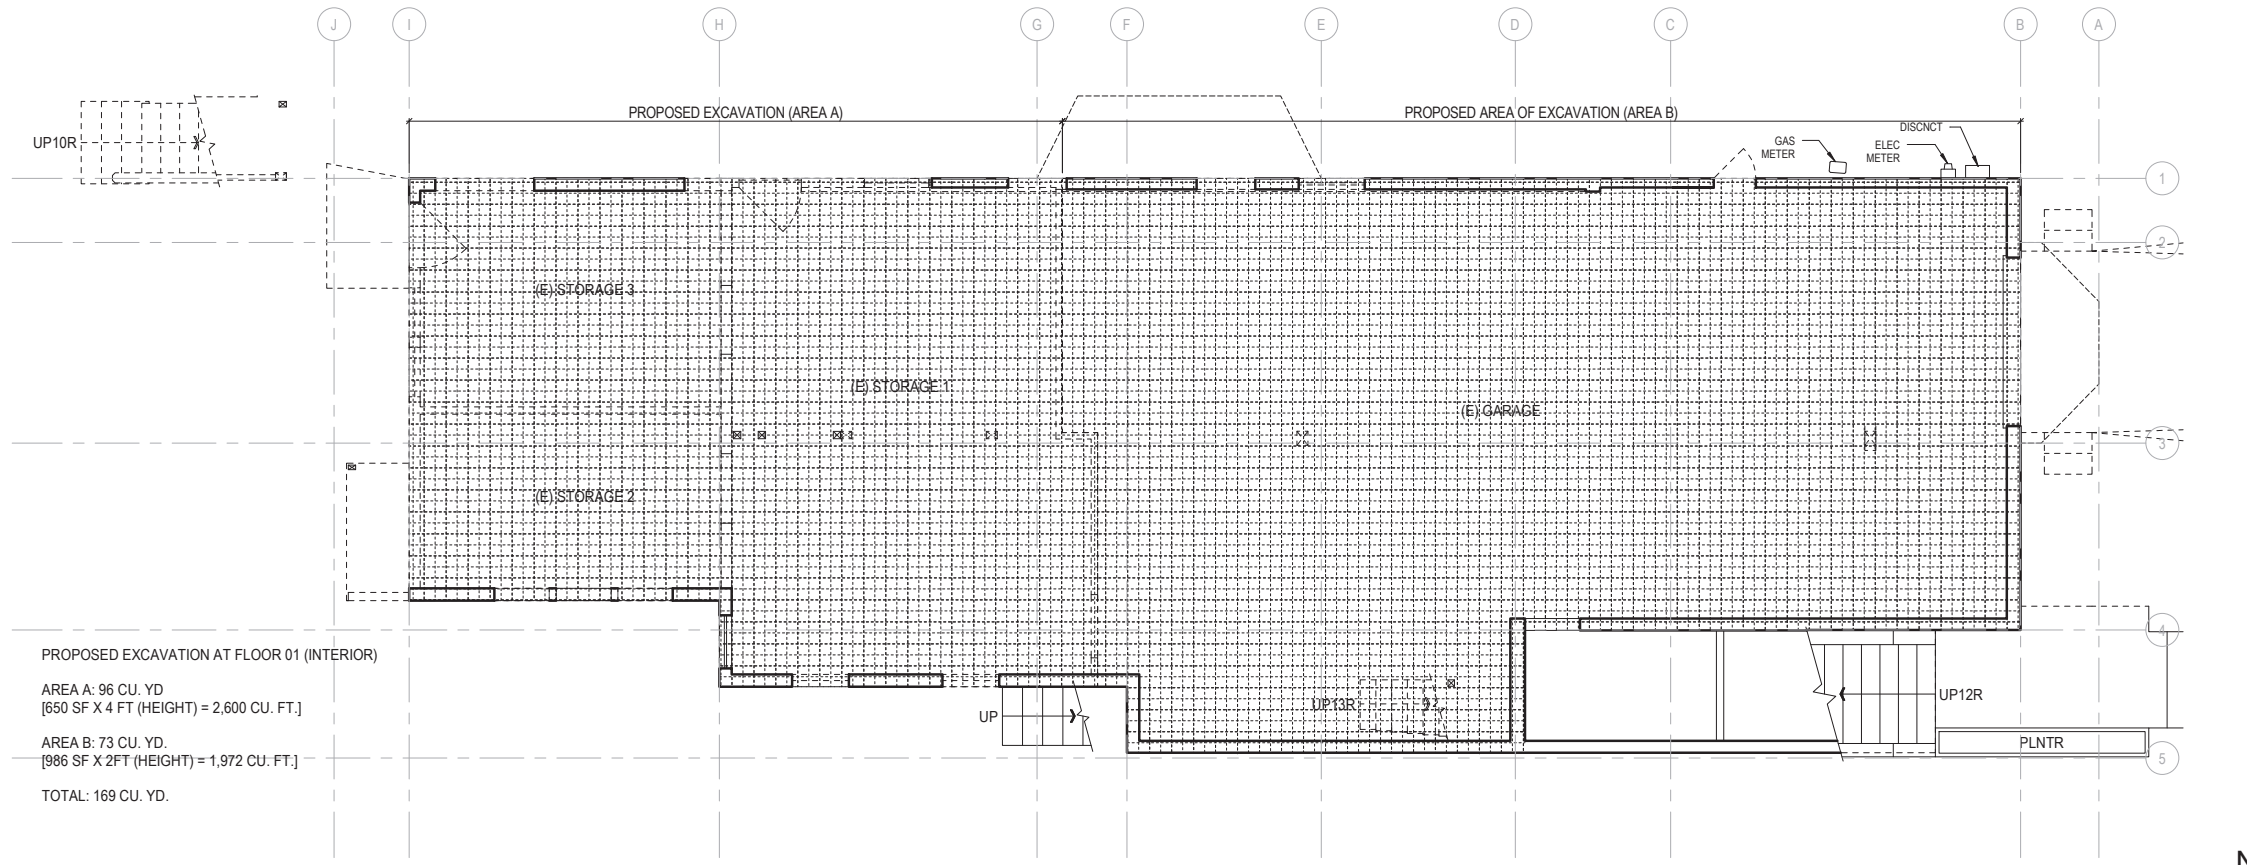 J I H G F E D C B A
PROPOSED EXCAVATION (AREA A)
PROPOSED AREA OF EXCAVATION (AREA B)
UP10R
GAS
METER
ELEC
METER
DISCNCT
1
2
(E) STORAGE 3
(E) STORAGE 1
(E) GARAGE
3
(E) STORAGE 2
4
PROPOSED EXCAVATION AT FLOOR 01 (INTERIOR)
AREA A: 96 CU. YD
[650 SF X 4 FT (HEIGHT) = 2,600 CU. FT.]
AREA B: 73 CU. YD.
[986 SF X 2FT (HEIGHT) = 1,972 CU. FT.]
TOTAL: 169 CU. YD.
UP
UP13R
UP12R
PLNTR
5
N